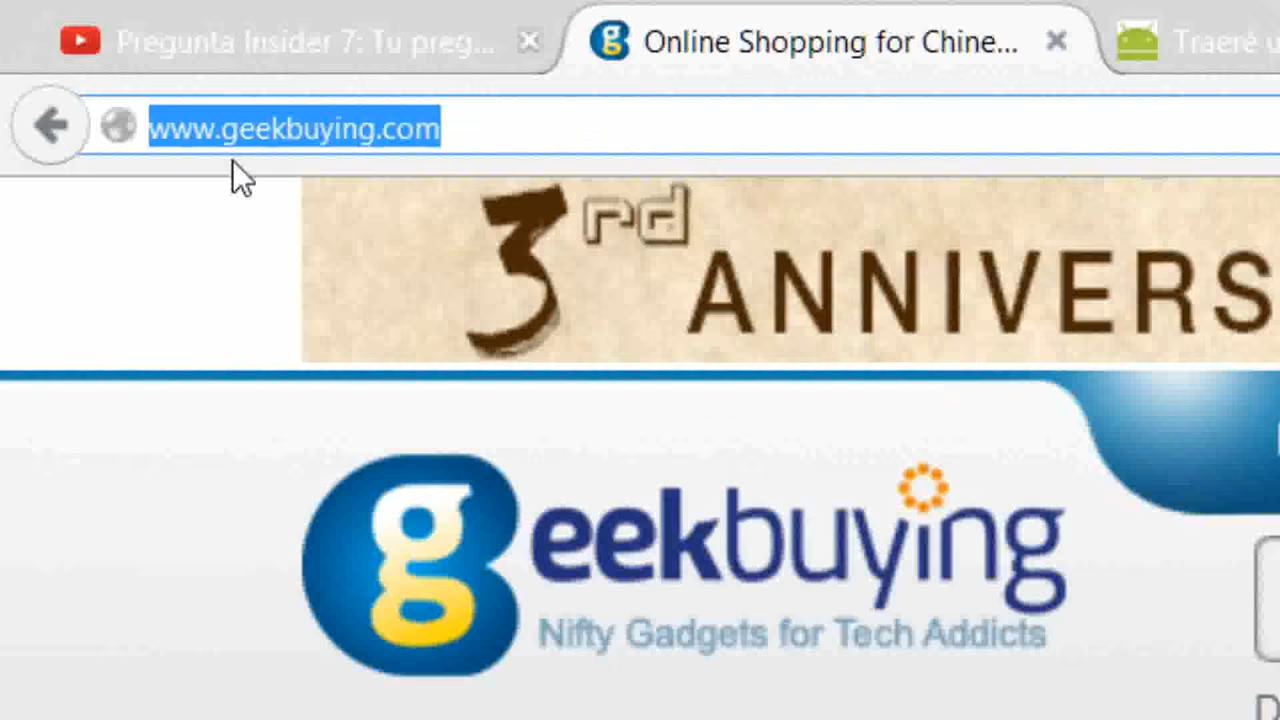 Pregunta Insider 7: Tu preg...
Online Shopping for Chine...
Traeré u
www.geekbuying.com
3rd ANNIVERS
geekbuying
Nifty Gadgets for Tech Addicts